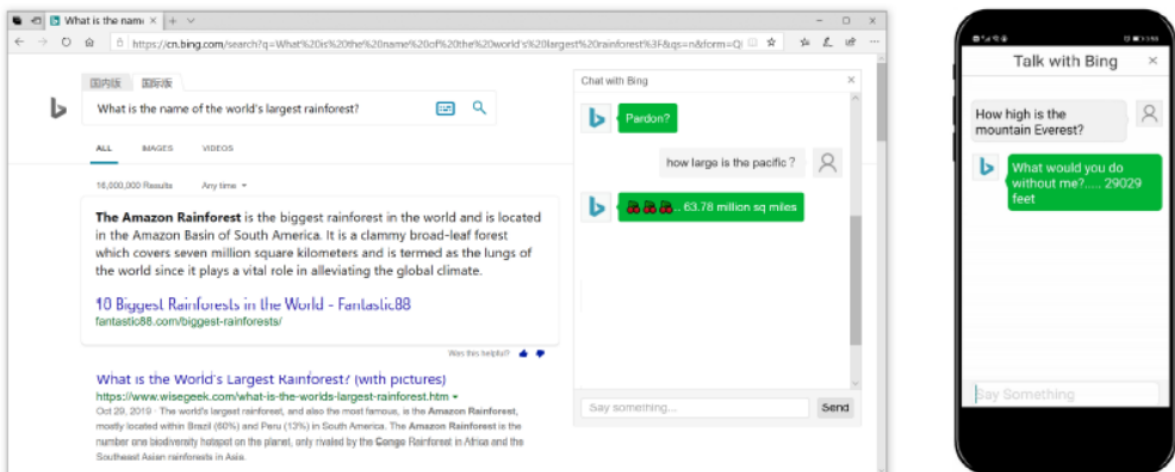 What is the nam
https://cn.bing.com/search?q=What%20is%20the%20name%20of%20the%20world's%20largest%20rainforest%3F&qs=n&form=Q
国内版 国际版
What is the name of the world's largest rainforest?
ALL IMAGES VIDEOS
16,000,000 Results Any time
The Amazon Rainforest is the biggest rainforest in the world and is located
in the Amazon Basin of South America. It is a clammy broad-leaf forest
which covers seven million square kilometers and is termed as the lungs of
the world since it plays a vital role in alleviating the global climate.
10 Biggest Rainforests in the World - Fantastic88
fantastic88.com/biggest-rainforests/
Was this helpful?
What is the World's Largest Rainforest? (with pictures)
https://www.wisegeek.com/what-is-the-worlds-largest-rainforest.htm
Oct 29, 2019 · The world's largest rainforest, and also the most famous, is the Amazon Rainforest,
mostly located within Brazil (60%) and Peru (13%) in South America. The Amazon Rainforest is the
number one biodiversity hotspot on the planet, only rivaled by the Congo Rainforest in Africa and the
Southeast Asian rainforests in Asia.
Chat with Bing
Pardon?
how large is the pacific ?
.. 63.78 million sq miles
Say something...
Send
Talk with Bing
How high is the
mountain Everest?
What would you do
without me?..... 29029
feet
Say Something